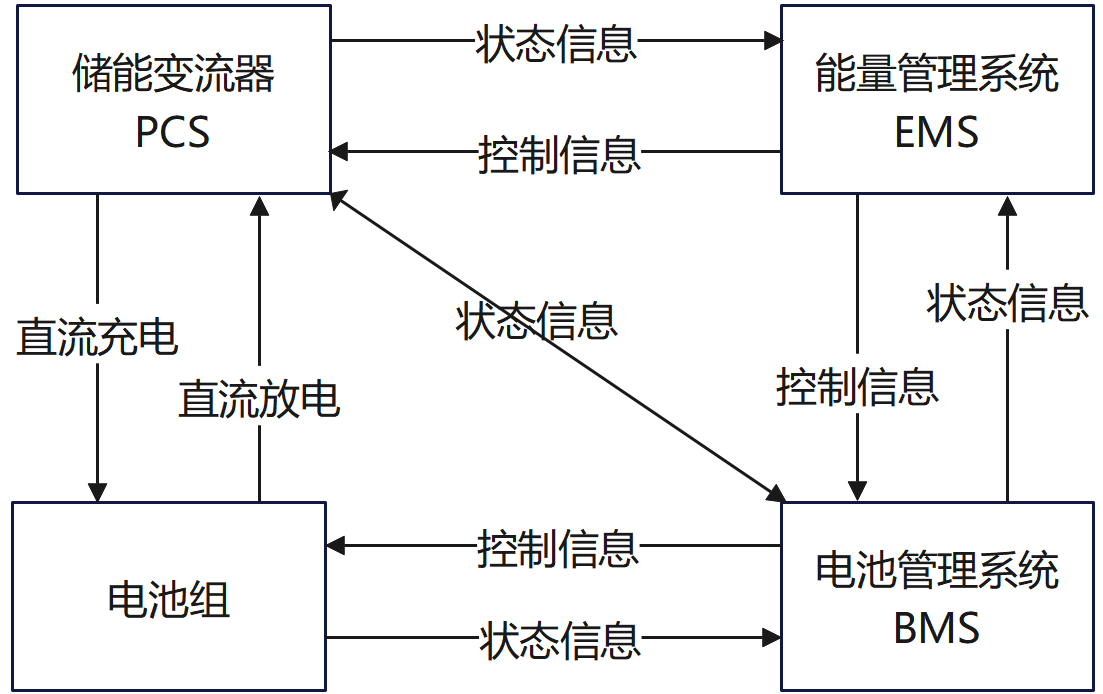 储能变流器
PCS
状态信息
能量管理系统
EMS
控制信息
直流充电
直流放电
状态信息
控制信息
状态信息
电池组
控制信息
状态信息
电池管理系统
BMS